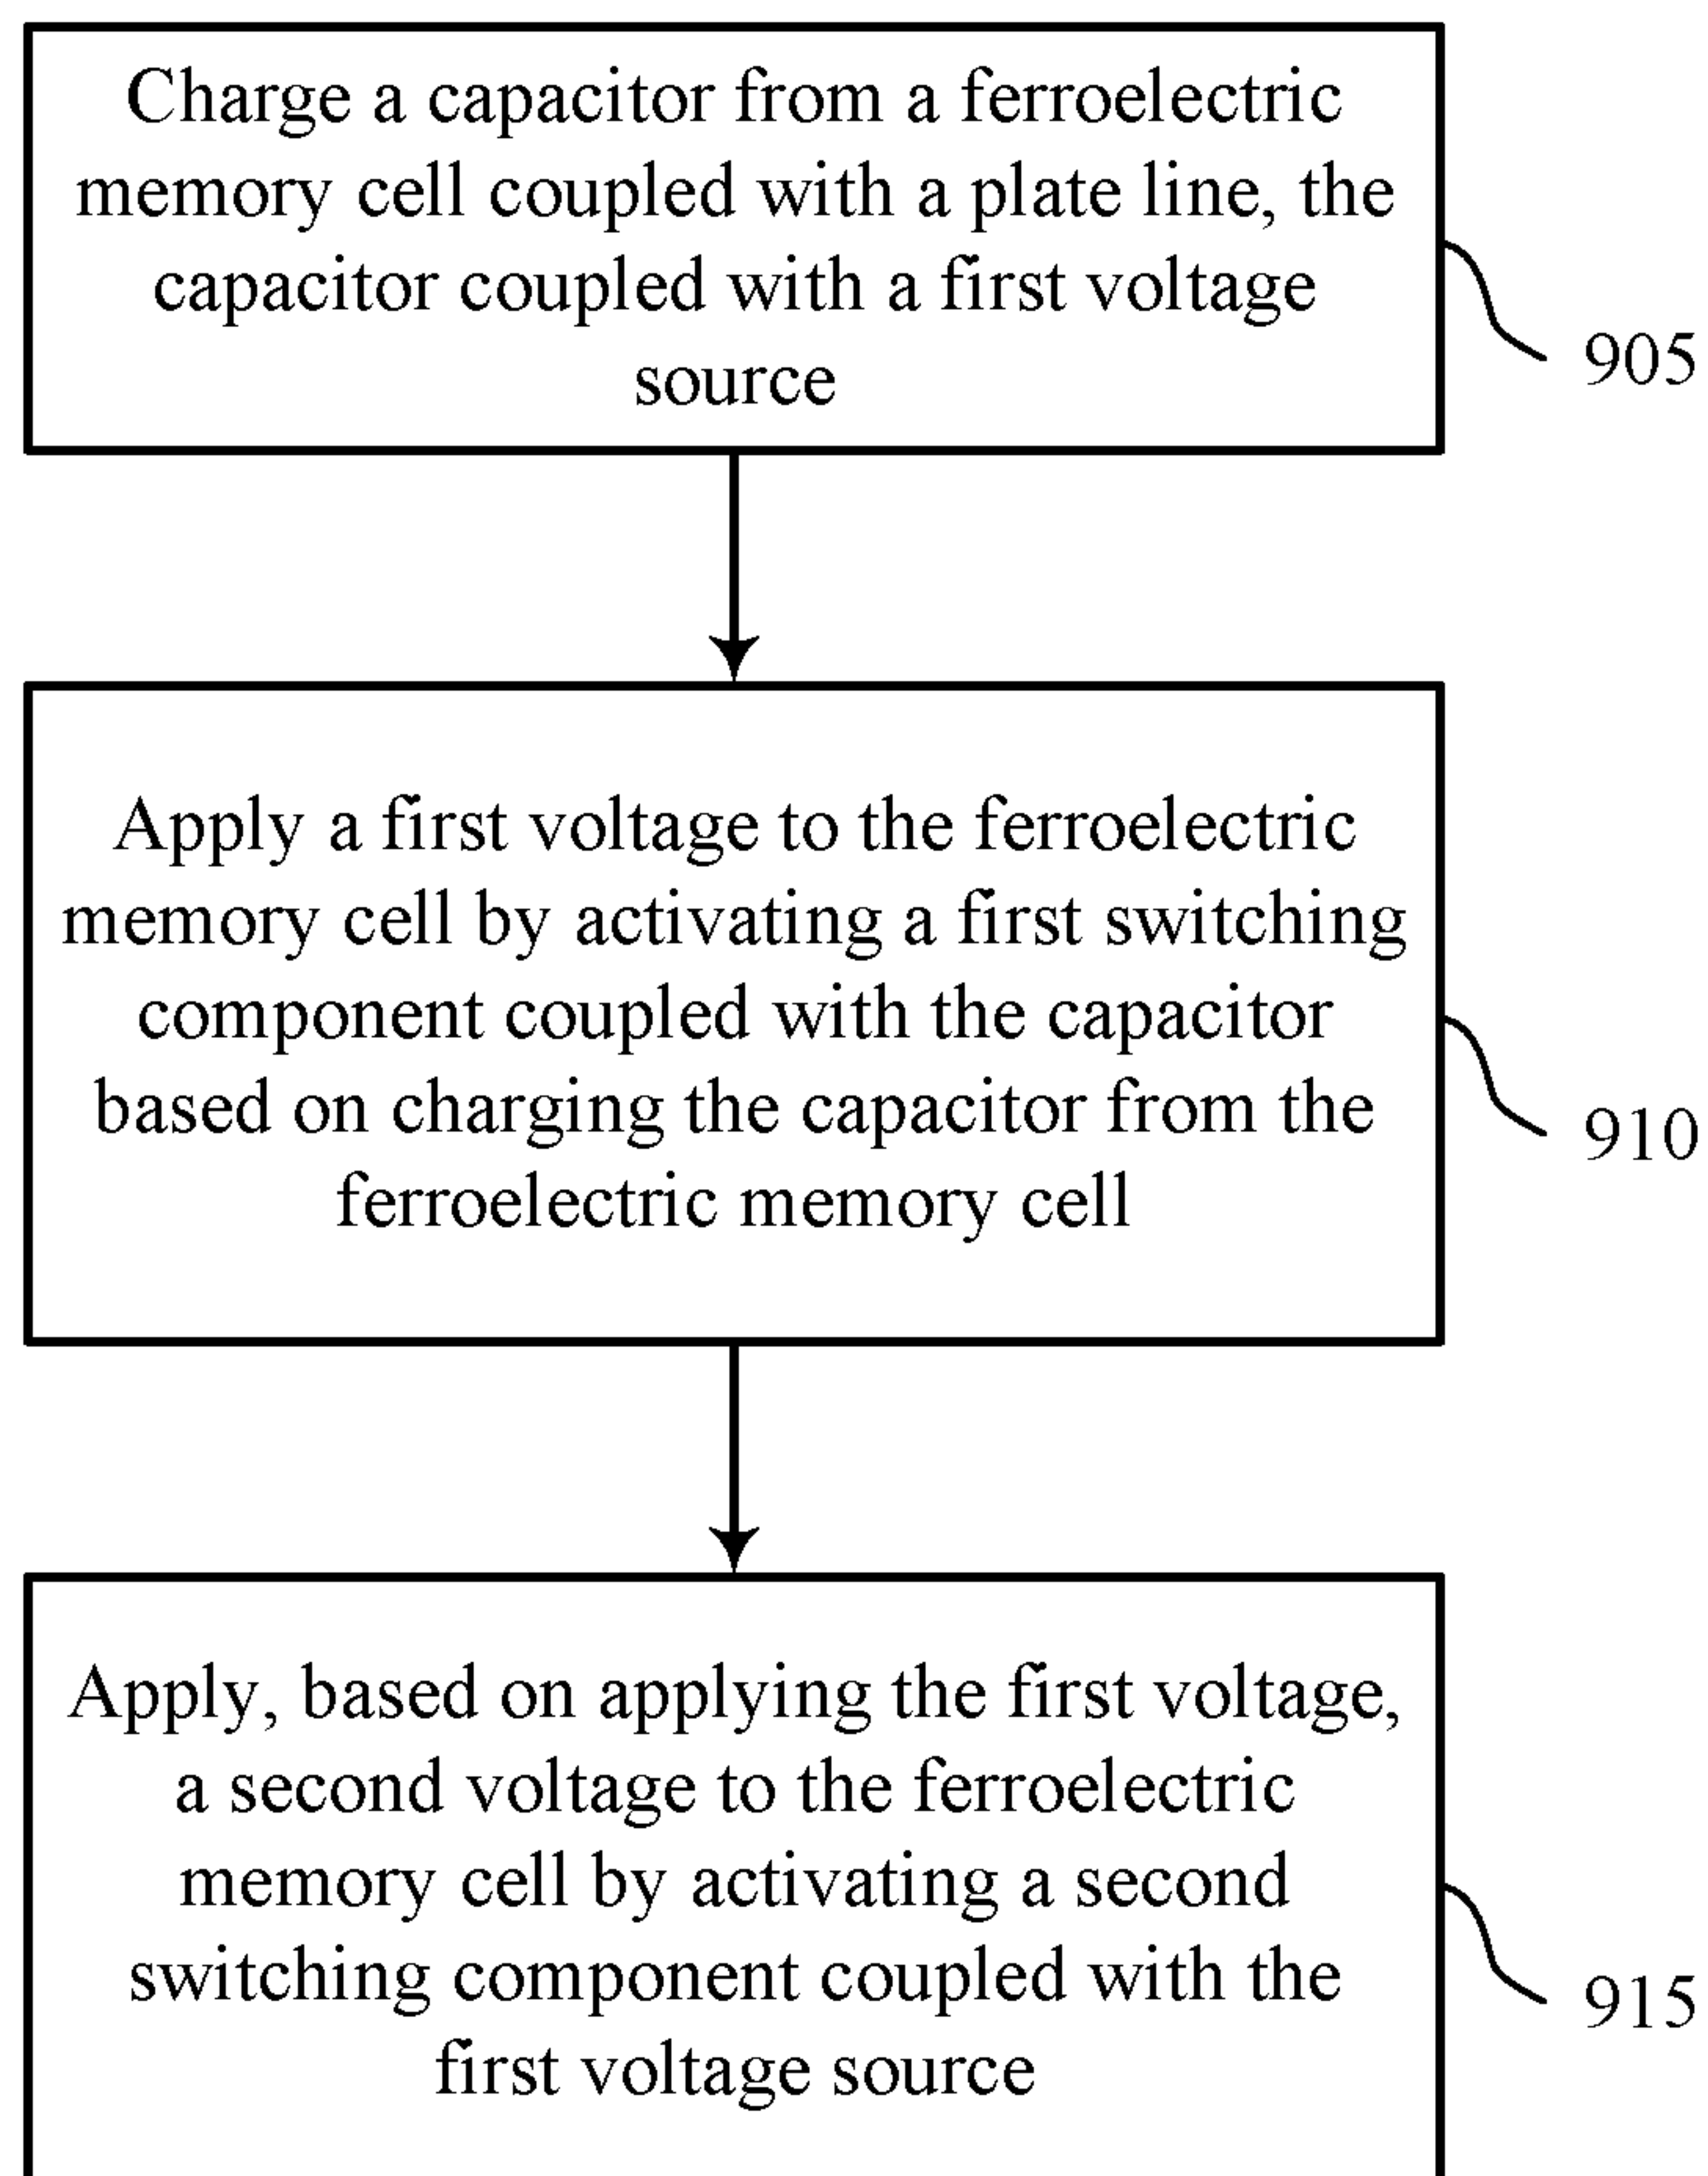 Charge a capacitor from a ferroelectric
memory cell coupled with a plate line, the
capacitor coupled with a first voltage
source
905
Apply a first voltage to the ferroelectric
memory cell by activating a first switching
component coupled with the capacitor
based on charging the capacitor from the
ferroelectric memory cell
910
Apply, based on applying the first voltage,
a second voltage to the ferroelectric
memory cell by activating a second
switching component coupled with the
first voltage source
915